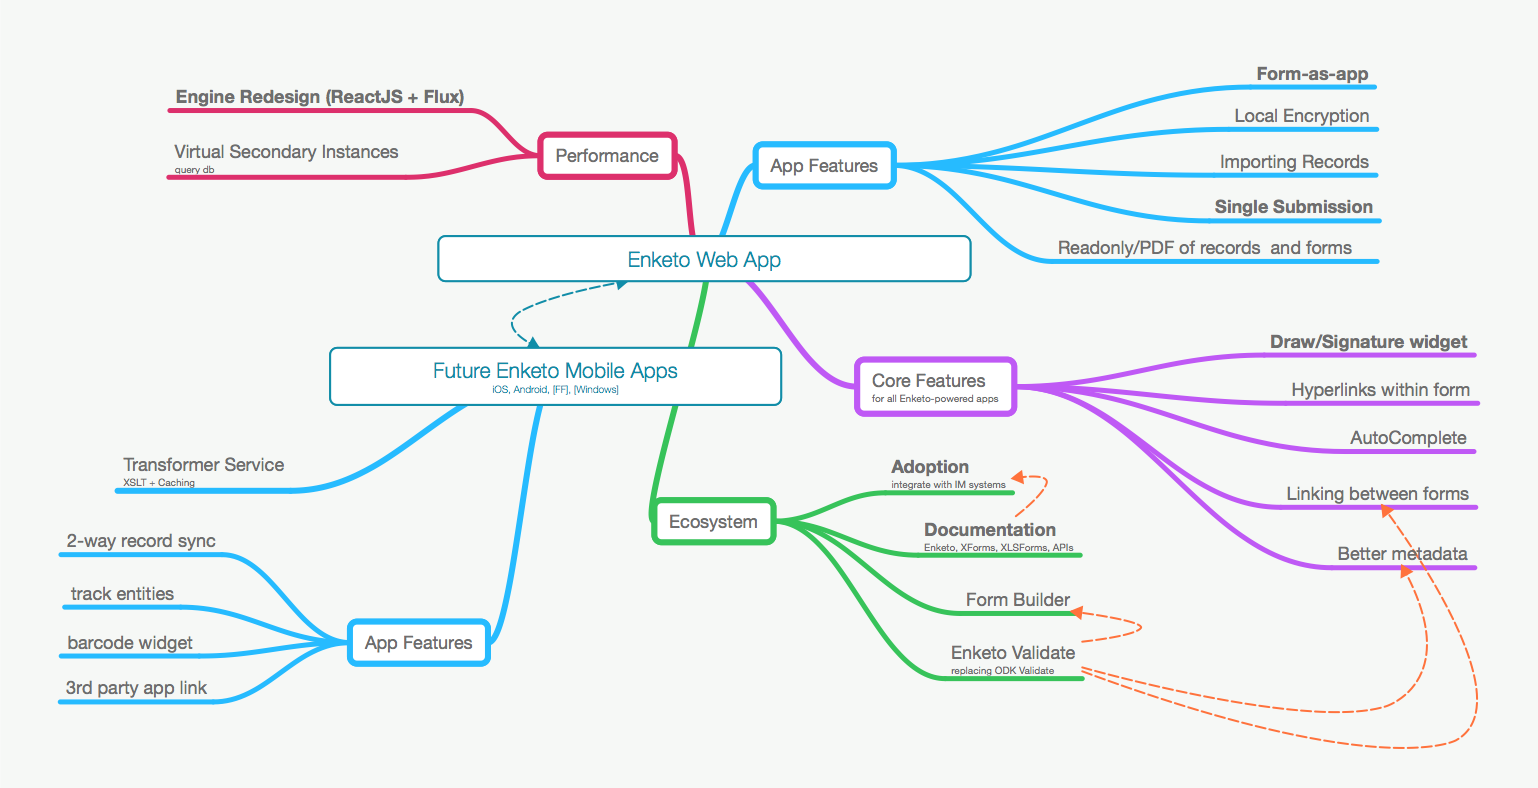 Engine Redesign (ReactJS + Flux)
Virtual Secondary Instances
query db
Performance
App Features
Form-as-app
Local Encryption
Importing Records
Single Submission
Readonly/PDF of records and forms
Enketo Web App
Future Enketo Mobile Apps
iOS, Android, [FF], [Windows]
Core Features
for all Enketo-powered apps
Draw/Signature widget
Hyperlinks within form
AutoComplete
Linking between forms
Better metadata
Transformer Service
XSLT + Caching
Ecosystem
Adoption
integrate with IM systems
Documentation
Enketo, XForms, XLSForms, APIs
Form Builder
Enketo Validate
replacing ODK Validate
2-way record sync
track entities
barcode widget
3rd party app link
App Features